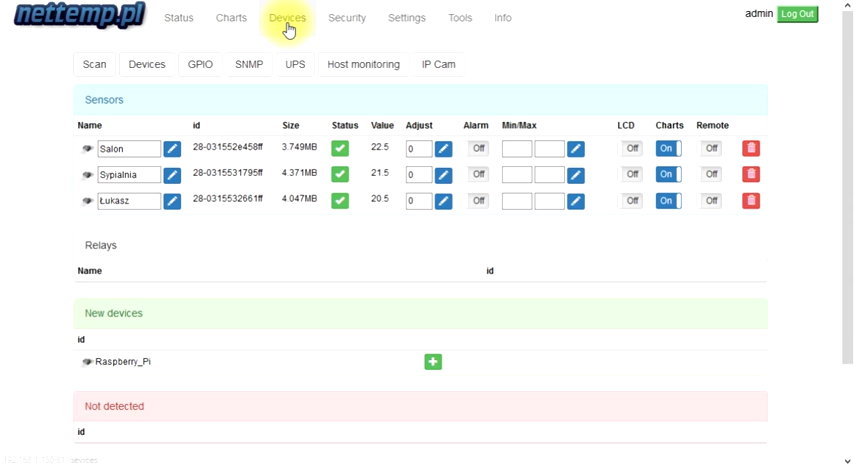 nettemp.pl Status Charts Devices Security Settings Tools Info admin Log Out
Scan Devices GPIO SNMP UPS Host monitoring IP Cam
Sensors
Name id Size Status Value Adjust Alarm Min/Max LCD Charts Remote
Salon 28-031552e458ff 3.749MB 22.5 0 Off Off On Off
Sypialnia 28-0315531795ff 4.371MB 21.5 0 Off Off On Off
Łukasz 28-0315532661ff 4.047MB 20.5 0 Off Off On Off
Relays
Name id
New devices
id
Raspberry_Pi
Not detected
id